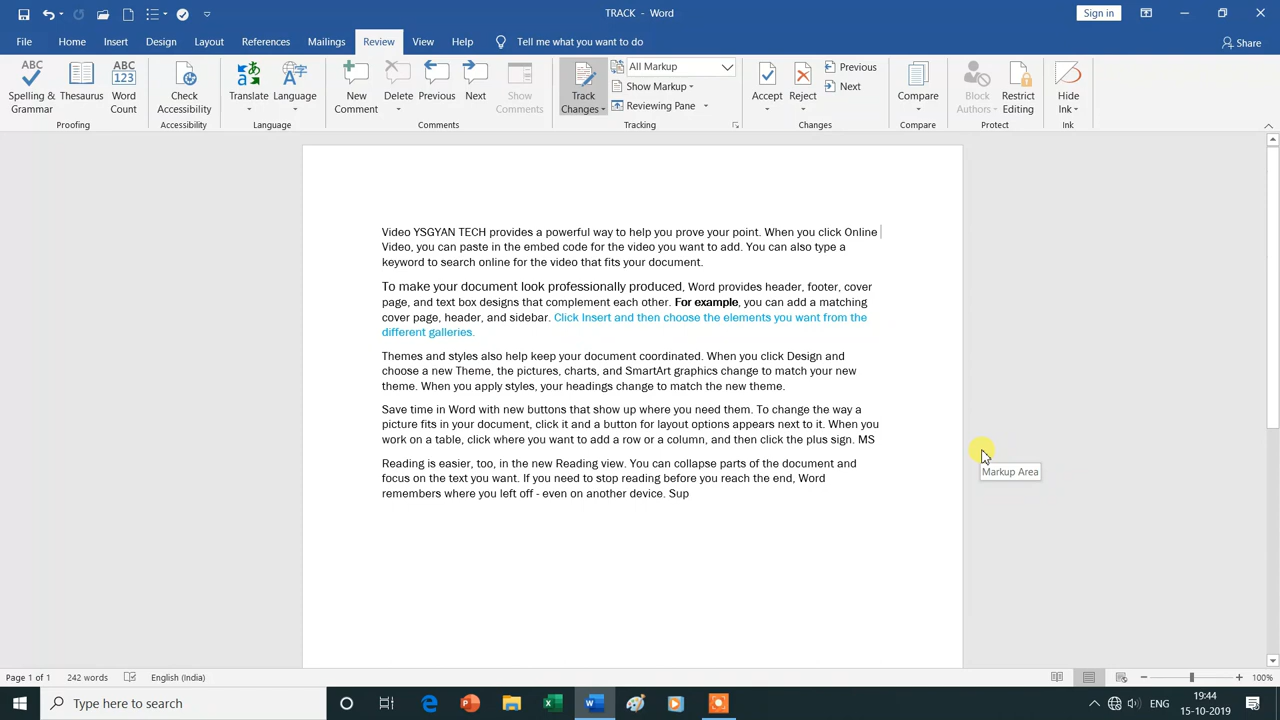 TRACK - Word
Sign in
File Home Insert Design Layout References Mailings Review View Help Tell me what you want to do Share
ABC
Spelling &
Grammar
Thesaurus
ABC
123
Word
Count
Proofing
Check
Accessibility
Accessibility
Translate
Language
Language
New
Comment
Delete
Previous
Next
Show
Comments
Comments
Track
Changes
All Markup
Show Markup
Reviewing Pane
Tracking
Accept
Reject
Previous
Next
Changes
Compare
Compare
Block
Authors
Restrict
Editing
Protect
Hide
Ink
Ink
Video YSGYAN TECH provides a powerful way to help you prove your point. When you click Online
Video, you can paste in the embed code for the video you want to add. You can also type a
keyword to search online for the video that fits your document.
To make your document look professionally produced, Word provides header, footer, cover
page, and text box designs that complement each other. For example, you can add a matching
cover page, header, and sidebar. Click Insert and then choose the elements you want from the
different galleries.
Themes and styles also help keep your document coordinated. When you click Design and
choose a new Theme, the pictures, charts, and SmartArt graphics change to match your new
theme. When you apply styles, your headings change to match the new theme.
Save time in Word with new buttons that show up where you need them. To change the way a
picture fits in your document, click it and a button for layout options appears next to it. When you
work on a table, click where you want to add a row or a column, and then click the plus sign. MS
Reading is easier, too, in the new Reading view. You can collapse parts of the document and
focus on the text you want. If you need to stop reading before you reach the end, Word
remembers where you left off - even on another device. Sup
Markup Area
Page 1 of 1 242 words English (India) 100%
Type here to search
ENG
19:44
15-10-2019